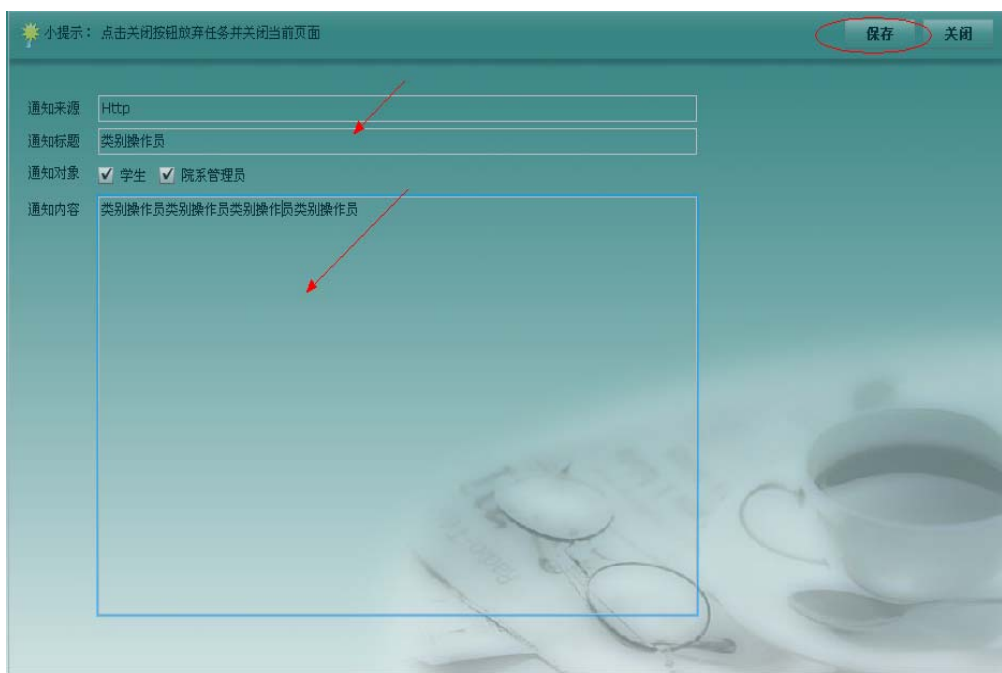 小提示： 点击关闭按钮放弃任务并关闭当前页面
保存 关闭
通知来源 Http
通知标题 类别操作员
通知对象 学生 院系管理员
通知内容 类别操作员类别操作员类别操作员类别操作员